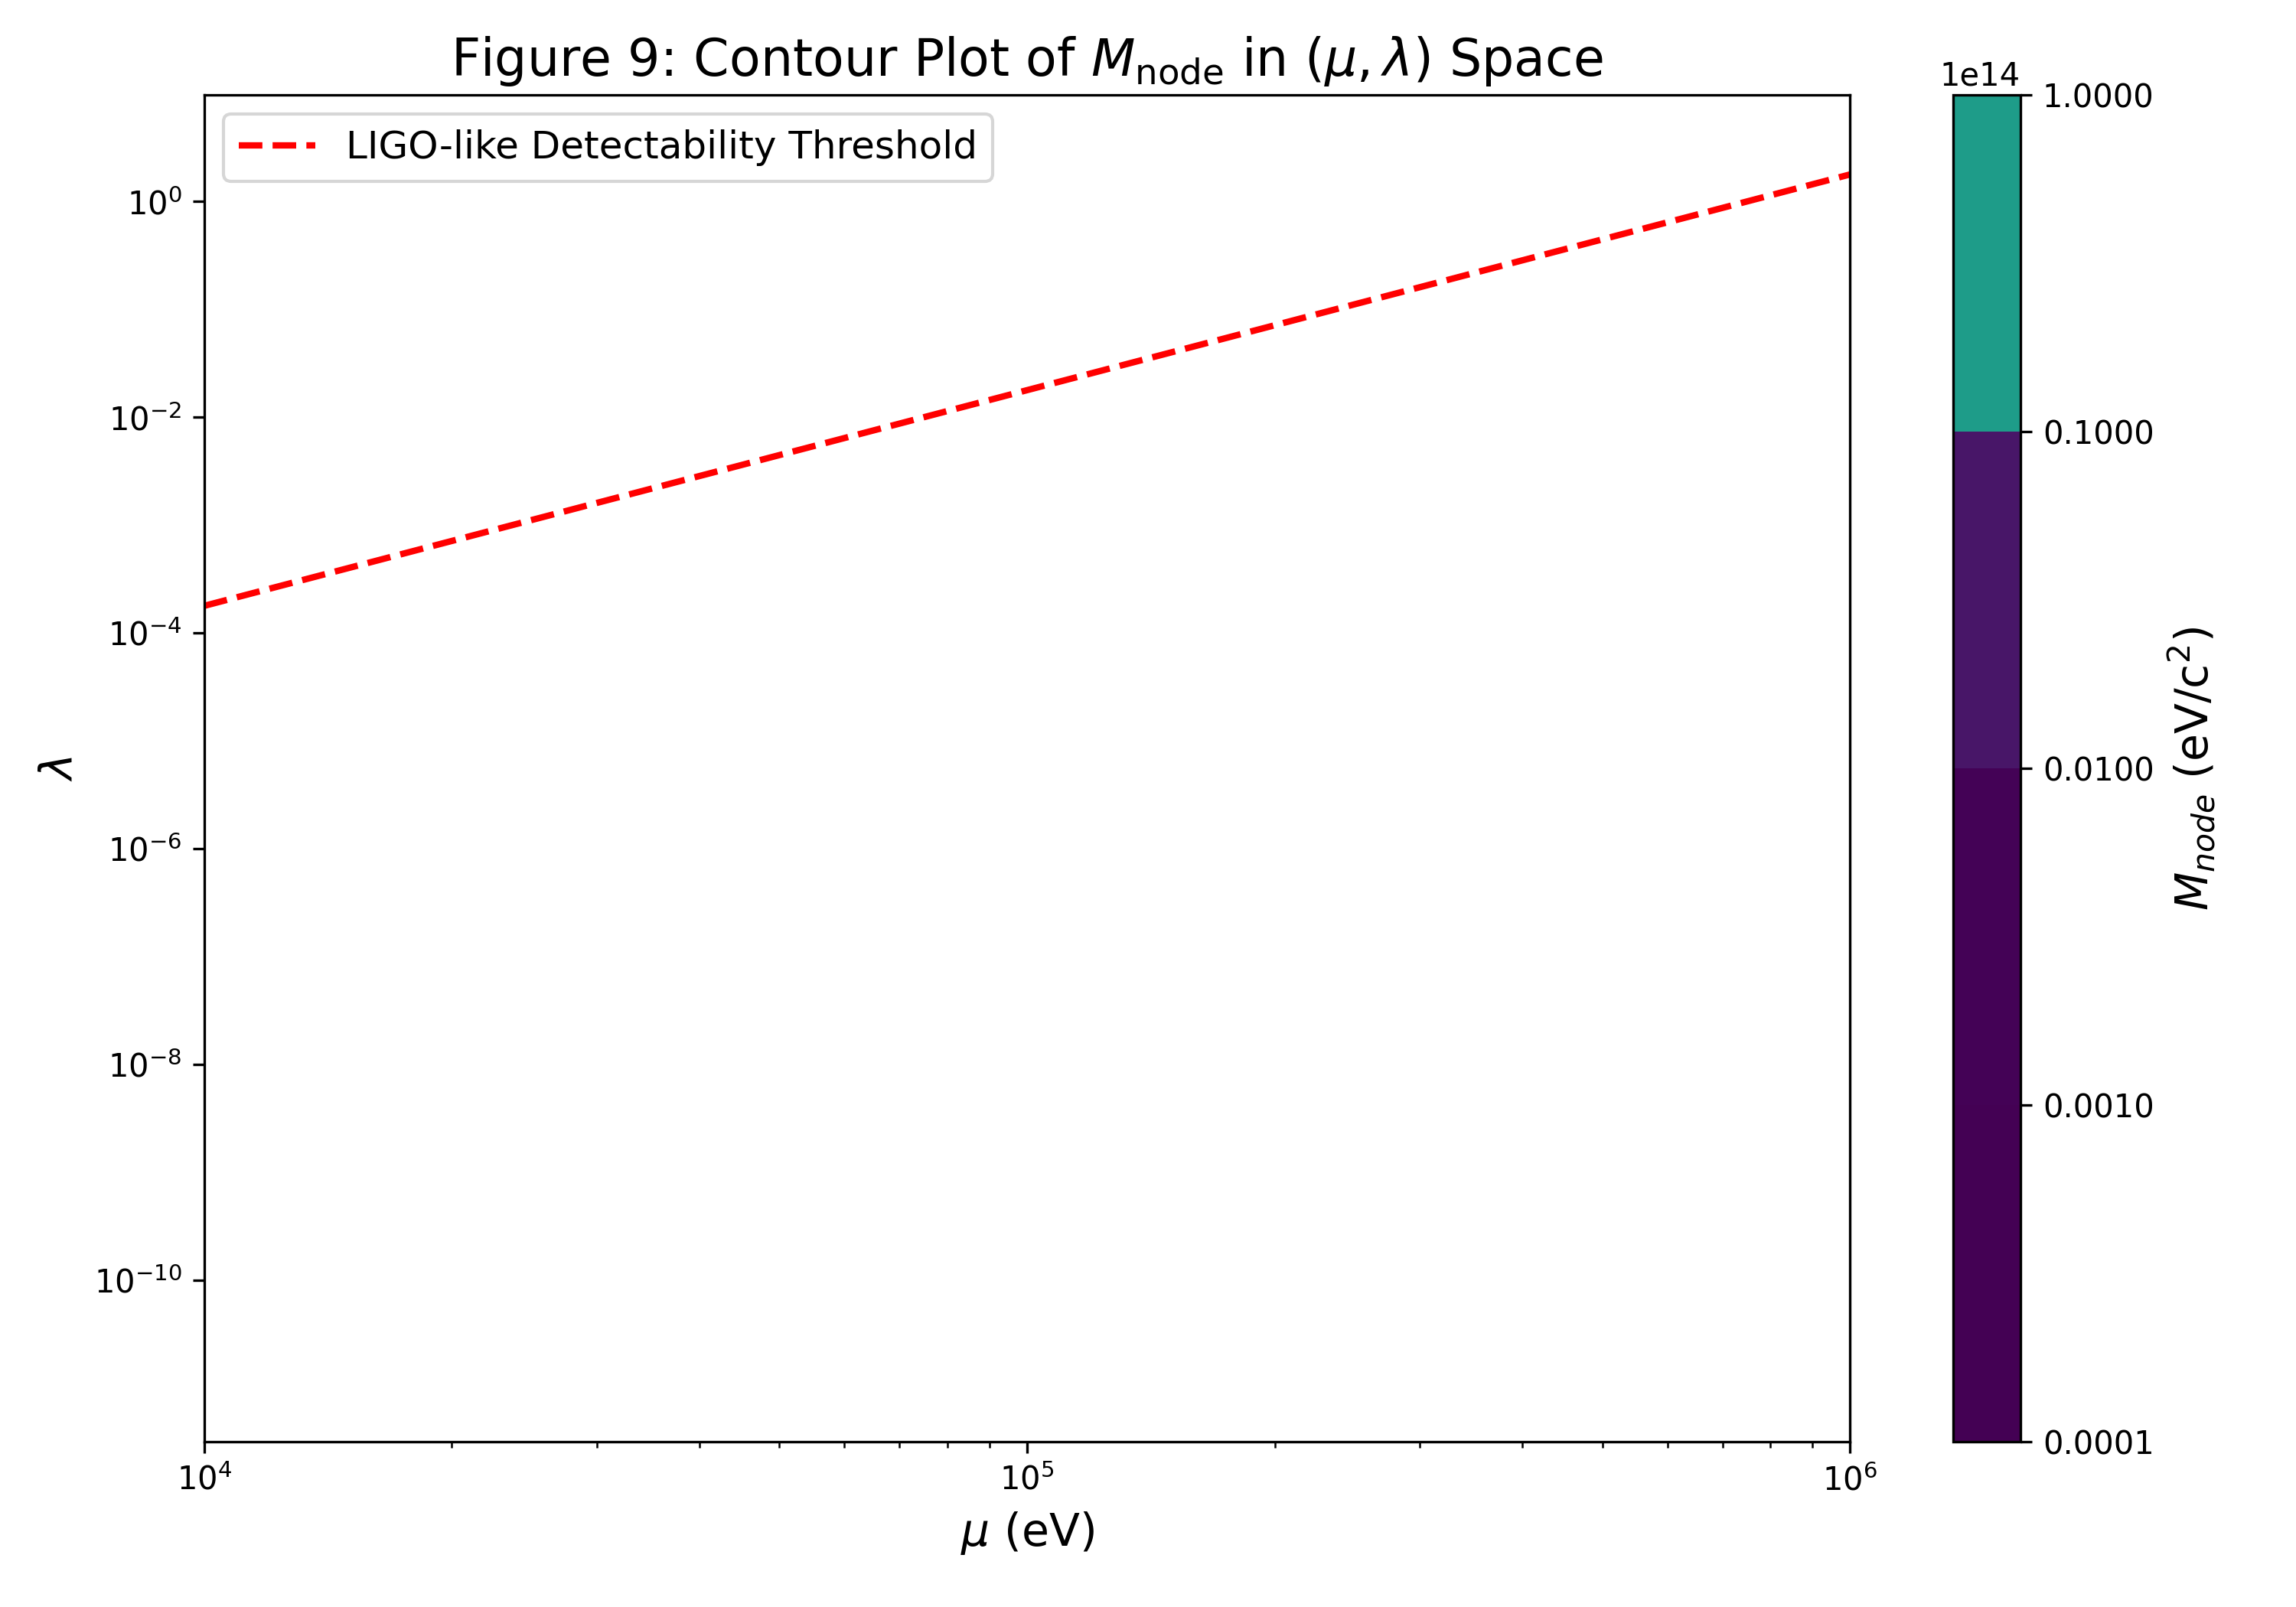 Figure 9: Contour Plot of M_node in (μ, λ) Space
1e14
LIGO-like Detectability Threshold
10^0
10^−2
10^−4
10^−6
10^−8
10^−10
λ
10^4
10^5
10^6
μ (eV)
1.0000
0.1000
0.0100
0.0010
0.0001
M_node (eV/c^2)